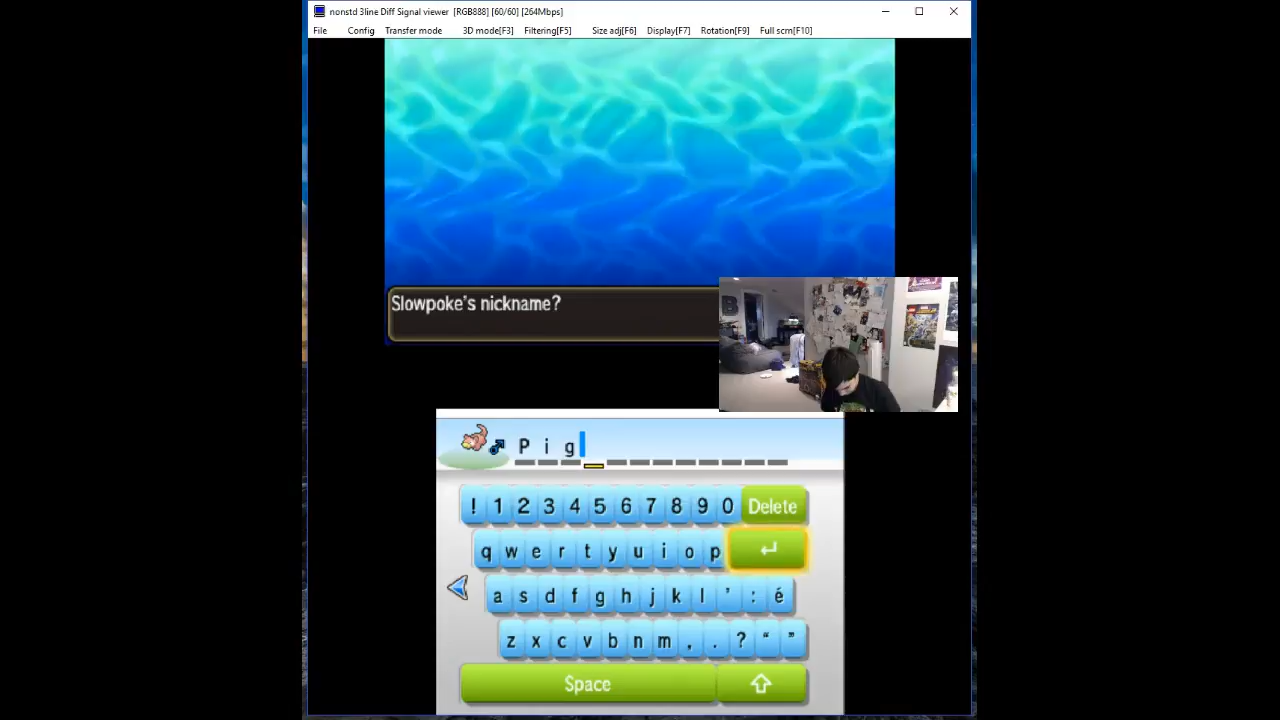 nonstd 3line Diff Signal viewer [RGB888] [60/60] [264Mbps]
File Config Transfer mode 3D mode[F3] Filtering[F5] Size adj[F6] Display[F7] Rotation[F9] Full scrn[F10]
Slowpoke's nickname?
Pig
! 1 2 3 4 5 6 7 8 9 0 Delete
q w e r t y u i o p
a s d f g h j k l ' : é
z x c v b n m , . ? “ ”
Space